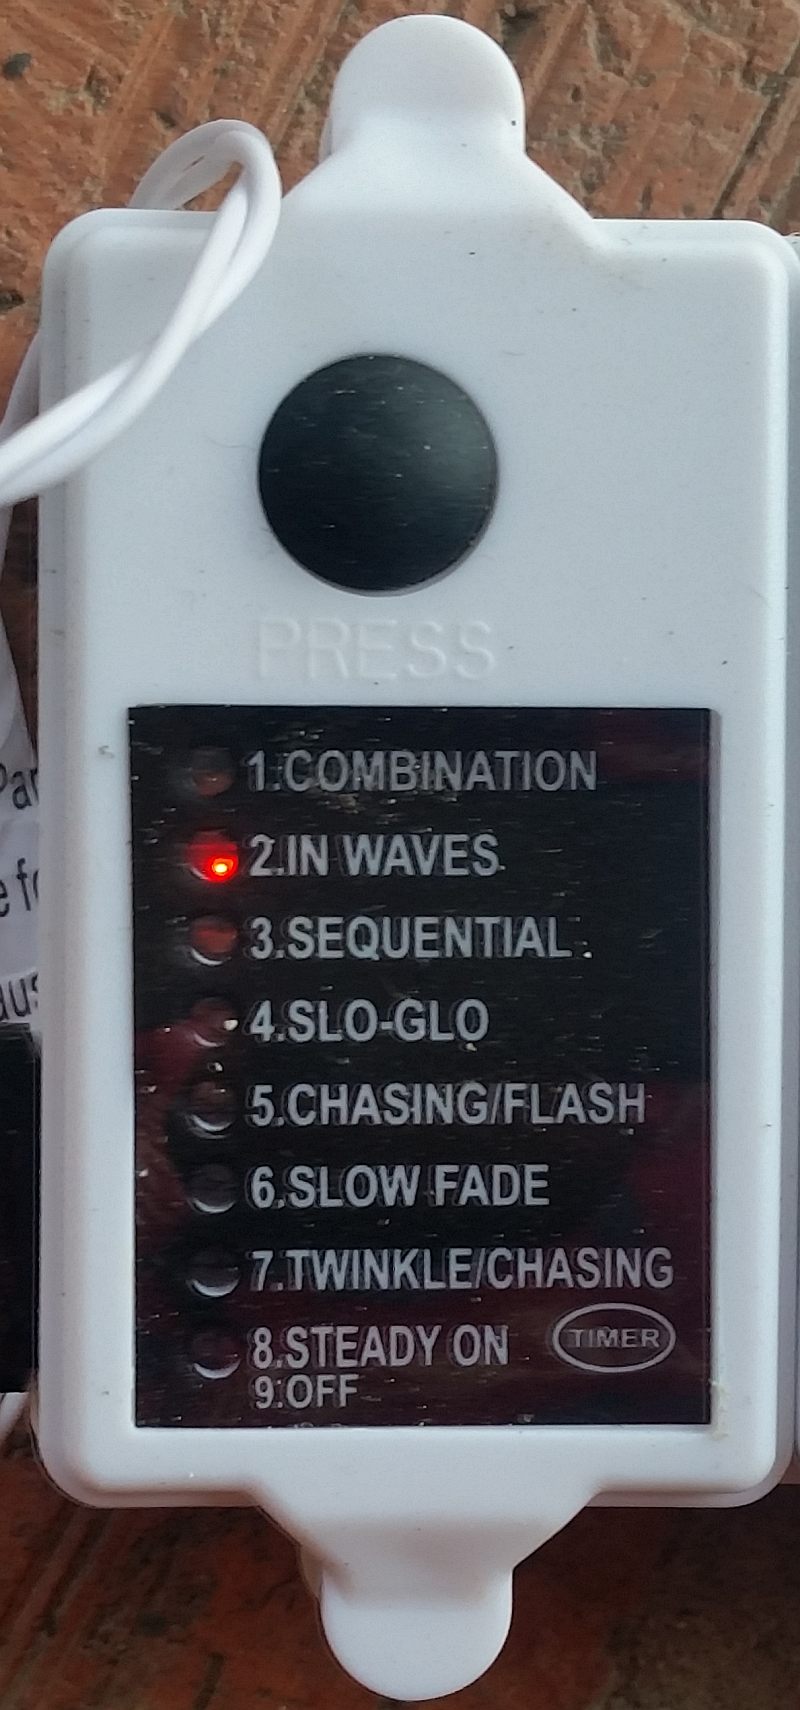 PRESS
1.COMBINATION
2.IN WAVES
3.SEQUENTIAL
4.SLO-GLO
5.CHASING/FLASH
6.SLOW FADE
7.TWINKLE/CHASING
8.STEADY ON
TIMER
9:OFF